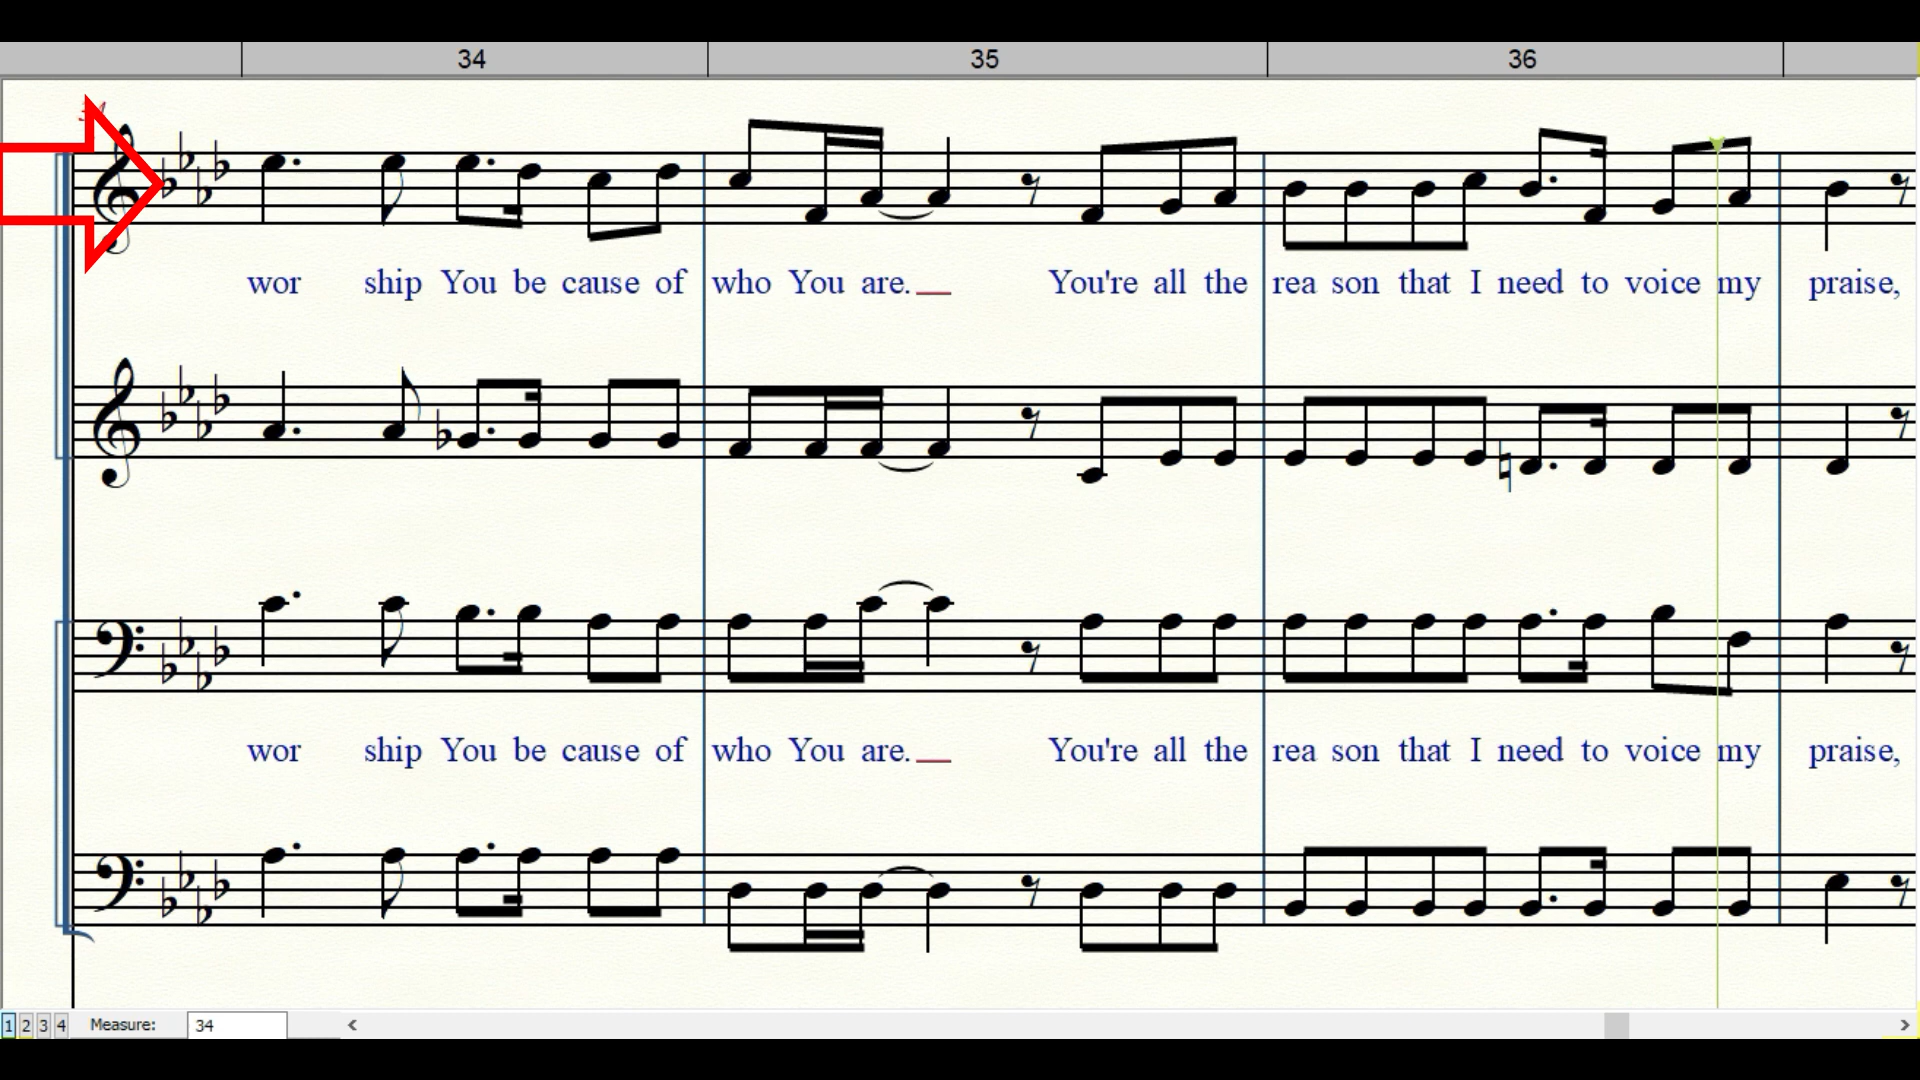 34 35 36
wor ship You be cause of who You are. You're all the rea son that I need to voice my praise,
wor ship You be cause of who You are. You're all the rea son that I need to voice my praise,
1 2 3 4 Measure: 34